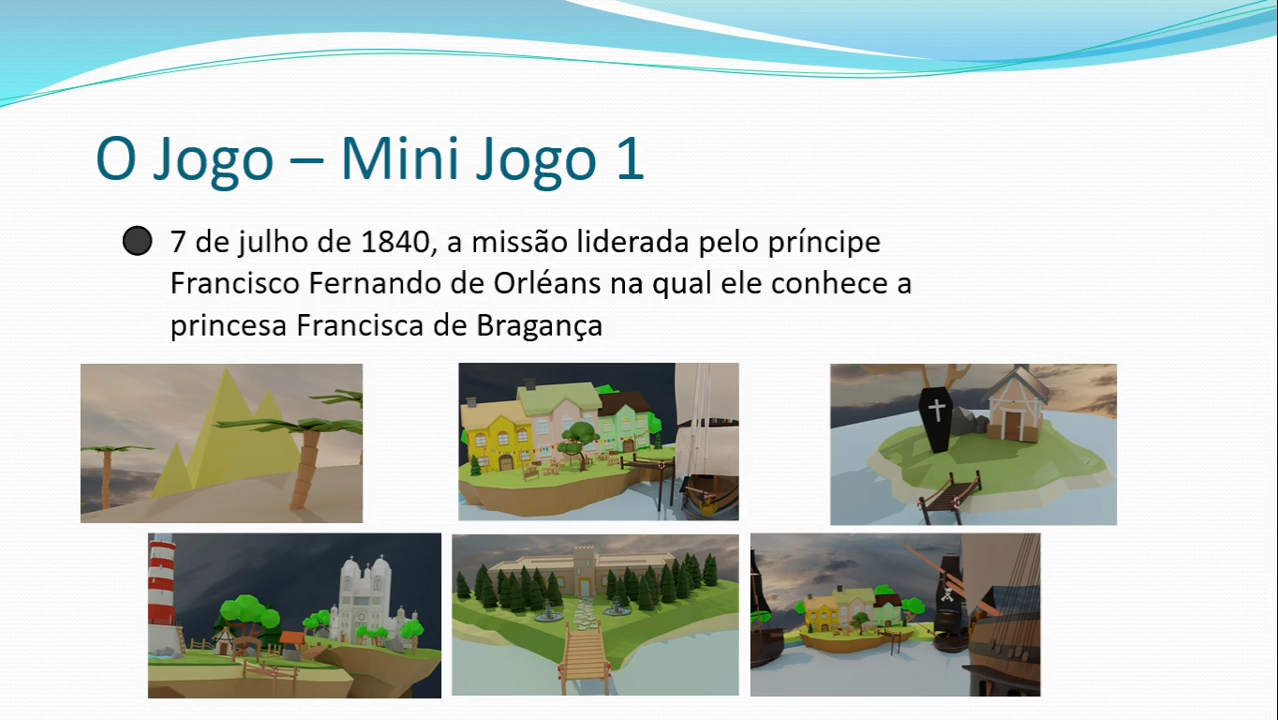 O Jogo – Mini Jogo 1
7 de julho de 1840, a missão liderada pelo príncipe
Francisco Fernando de Orléans na qual ele conhece a
princesa Francisca de Bragança